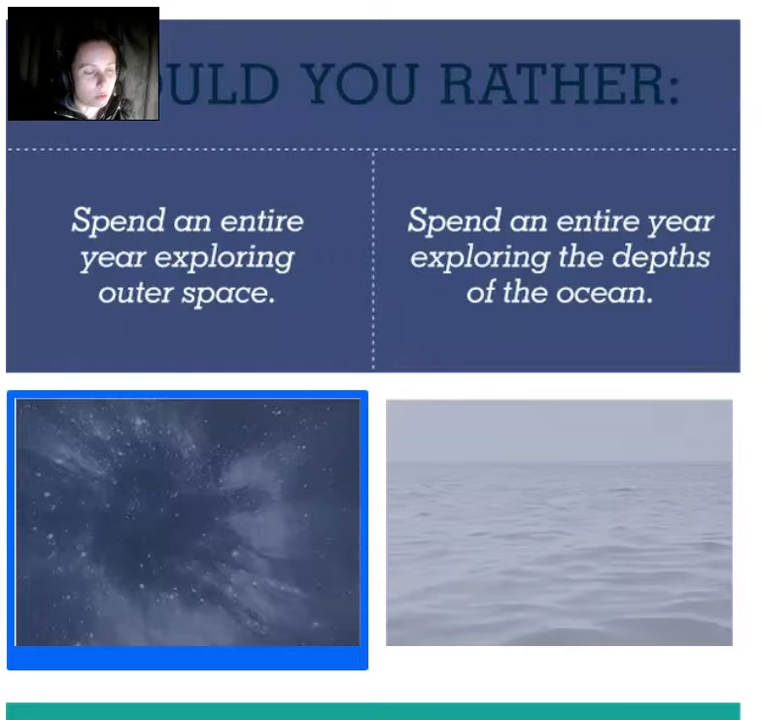 OULD YOU RATHER:
Spend an entire
year exploring
outer space.
Spend an entire year
exploring the depths
of the ocean.